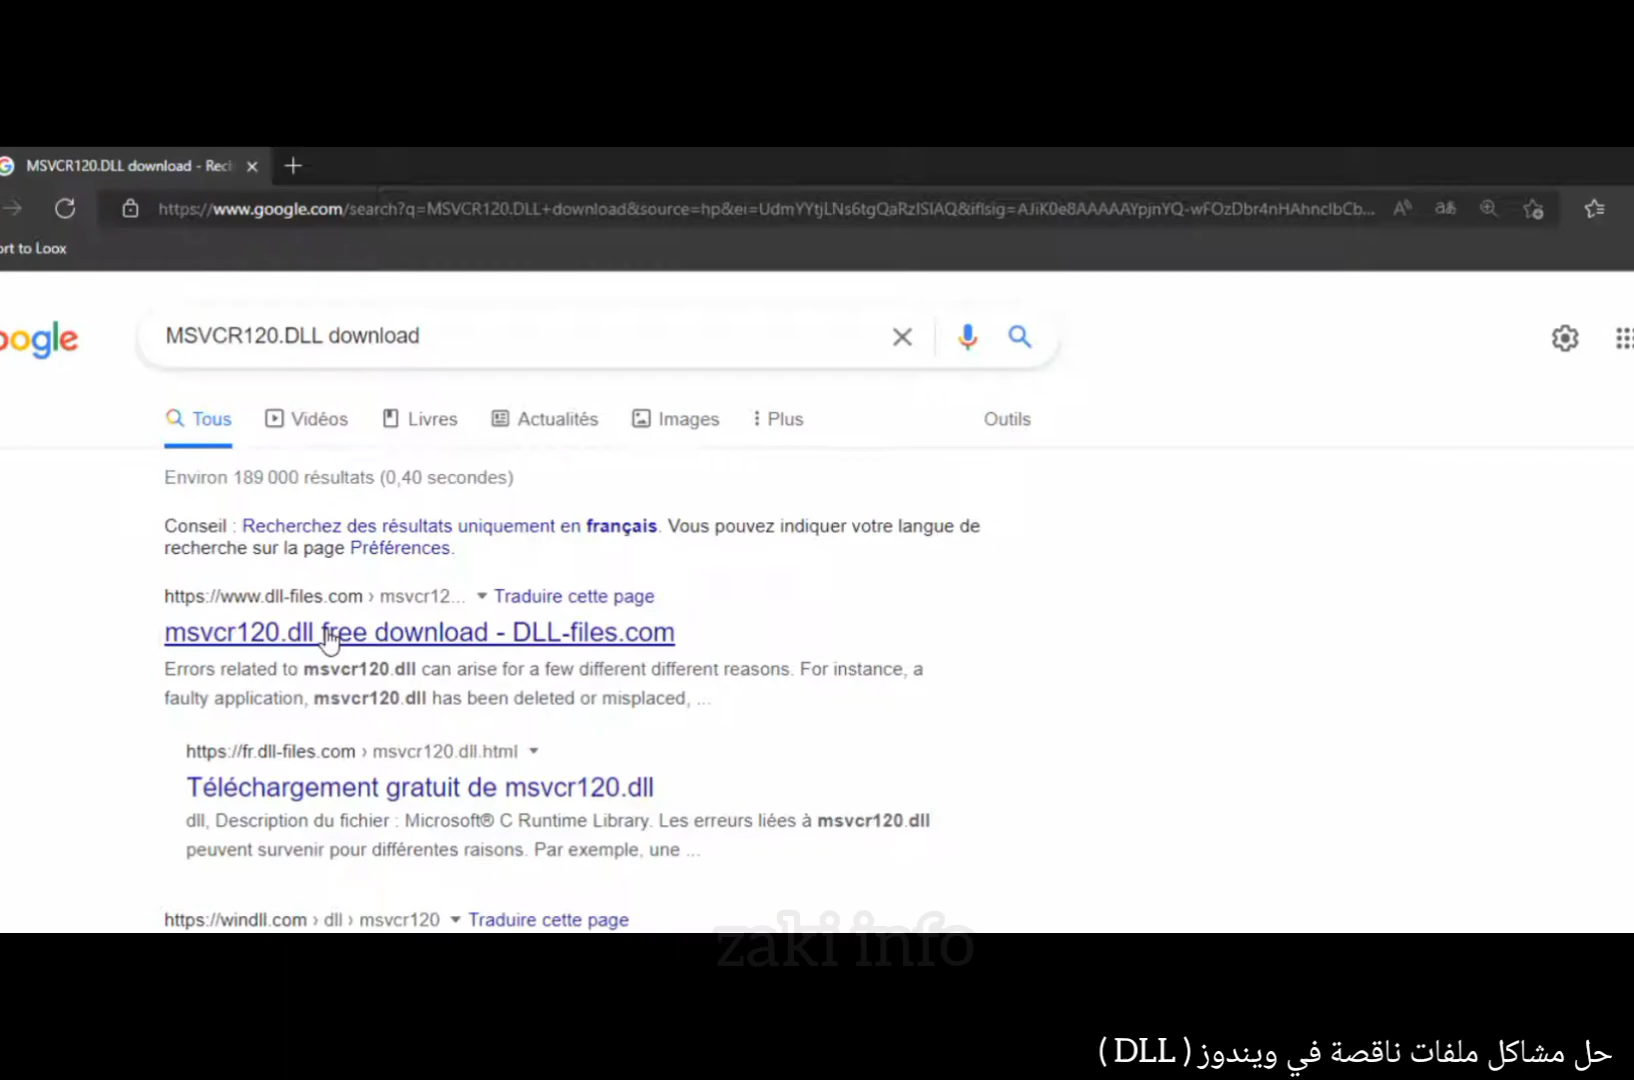 MSVCR120.DLL download - Rec
https://www.google.com/search?q=MSVCR120.DLL+download&source=hp&ei=UdmYYtjLNs6tgQaRzISIAQ&iflsig=AJiK0e8AAAAAYpjnYQ-wFOzDbr4nHAhnclbCb...
ort to Loox
oogle
MSVCR120.DLL download
Tous Vidéos Livres Actualités Images Plus Outils
Environ 189 000 résultats (0,40 secondes)
Conseil : Recherchez des résultats uniquement en français. Vous pouvez indiquer votre langue de
recherche sur la page Préférences.
https://www.dll-files.com › msvcr12... Traduire cette page
msvcr120.dll free download - DLL-files.com
Errors related to msvcr120.dll can arise for a few different different reasons. For instance, a
faulty application, msvcr120.dll has been deleted or misplaced, ...
https://fr.dll-files.com › msvcr120.dll.html
Téléchargement gratuit de msvcr120.dll
dll, Description du fichier : Microsoft® C Runtime Library. Les erreurs liées à msvcr120.dll
peuvent survenir pour différentes raisons. Par exemple, une ...
https://windll.com › dll › msvcr120 Traduire cette page
zaki info
حل مشاكل ملفات ناقصة في ويندوز ( DLL )